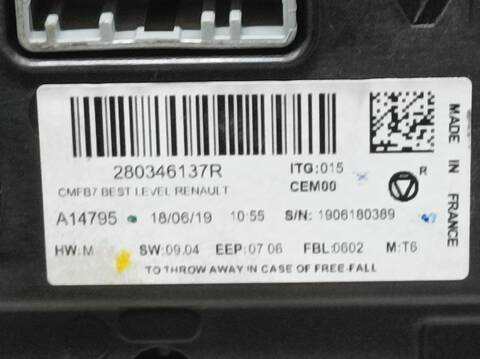 280346137R
ITG:015
CMFB7 BEST LEVEL RENAULT
CEM00
R
A14795
18/06/19
10:55
S/N: 1906180389
HW:M
SW:09.04
EEP:07.06
FBL:0602
M:T6
TO THROW AWAY IN CASE OF FREE-FALL
MADE IN FRANCE